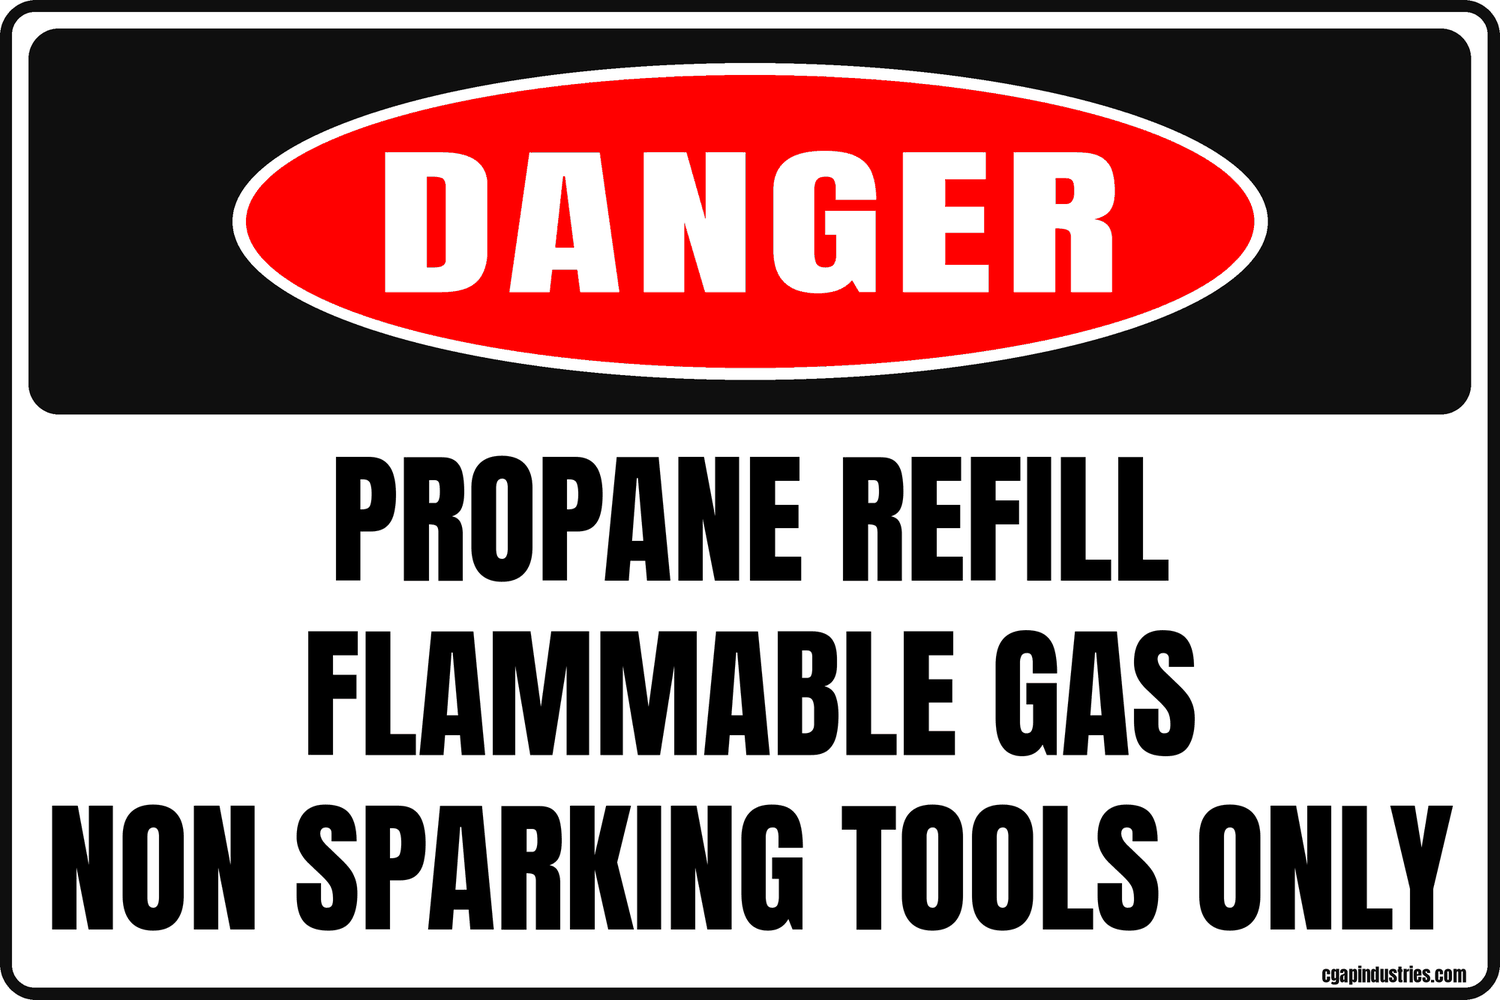 DANGER
PROPANE REFILL
FLAMMABLE GAS
NON SPARKING TOOLS ONLY
cgapindustries.com